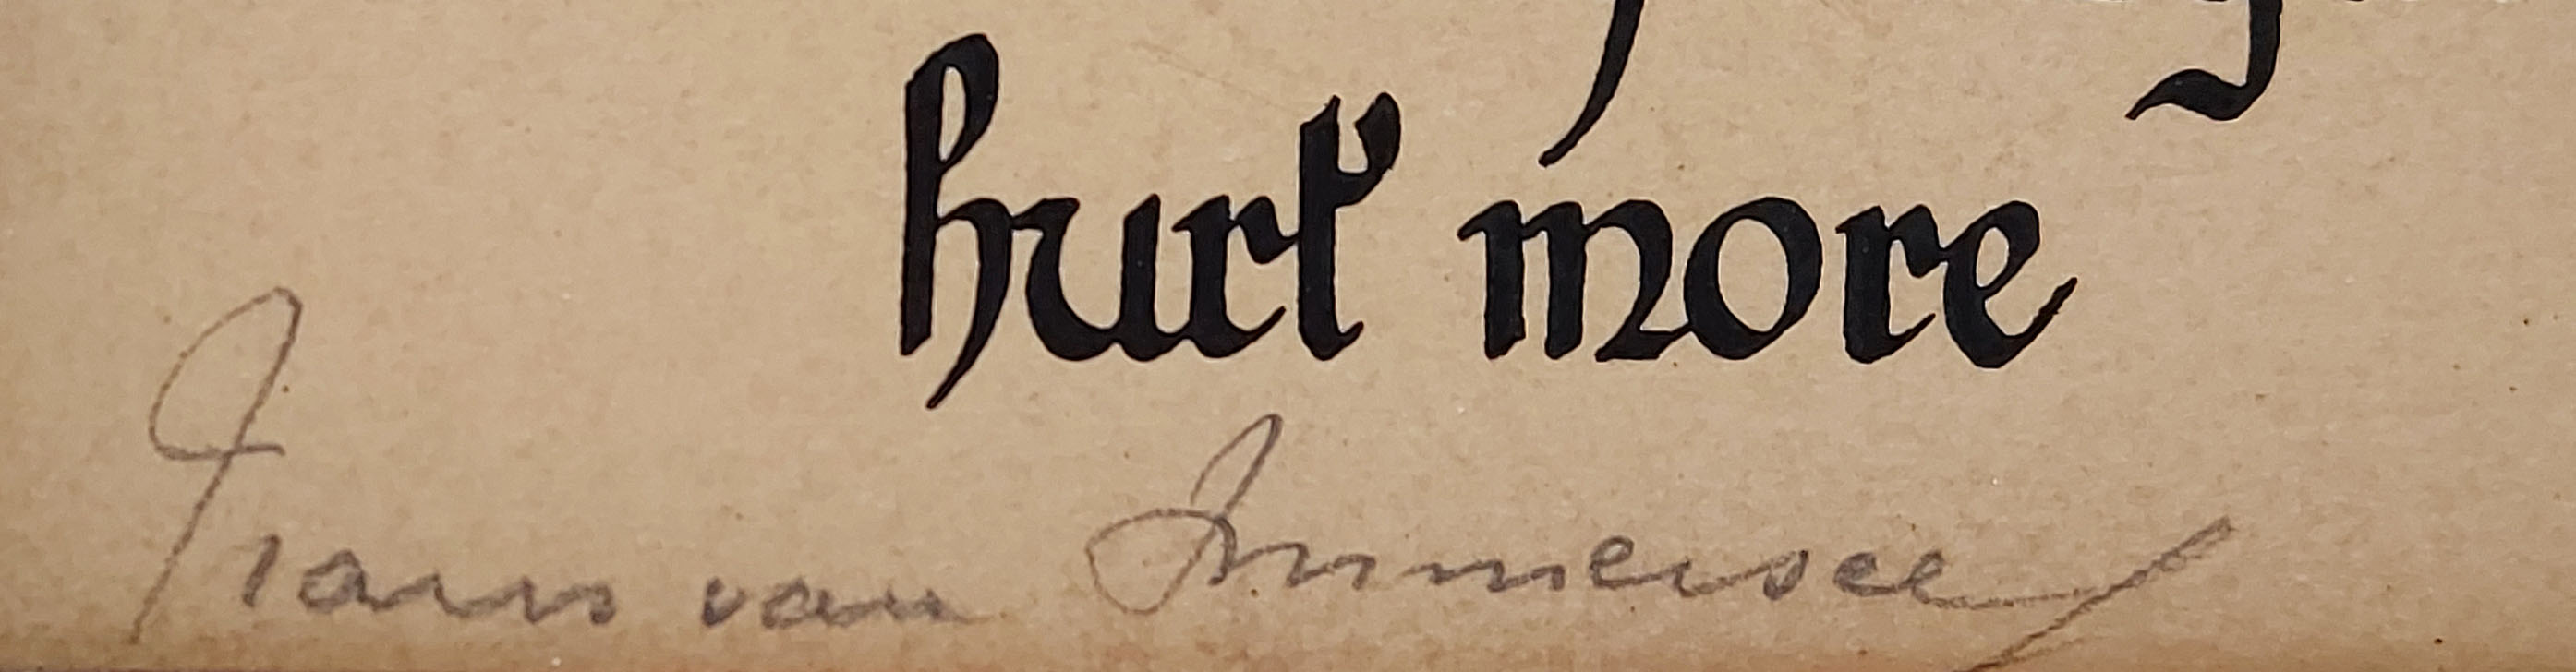 hurt more
Frans van Immerseel